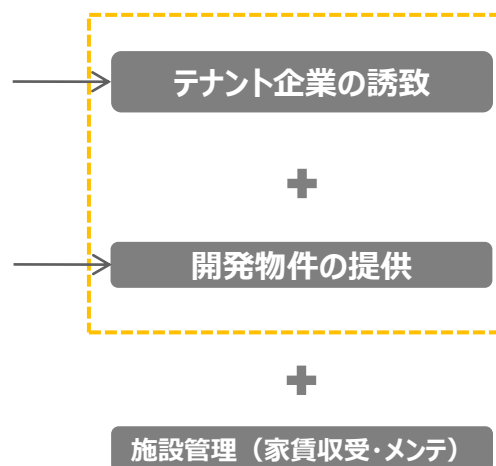 テナント企業の誘致
+
開発物件の提供
+
施設管理（家賃収受・メンテ）